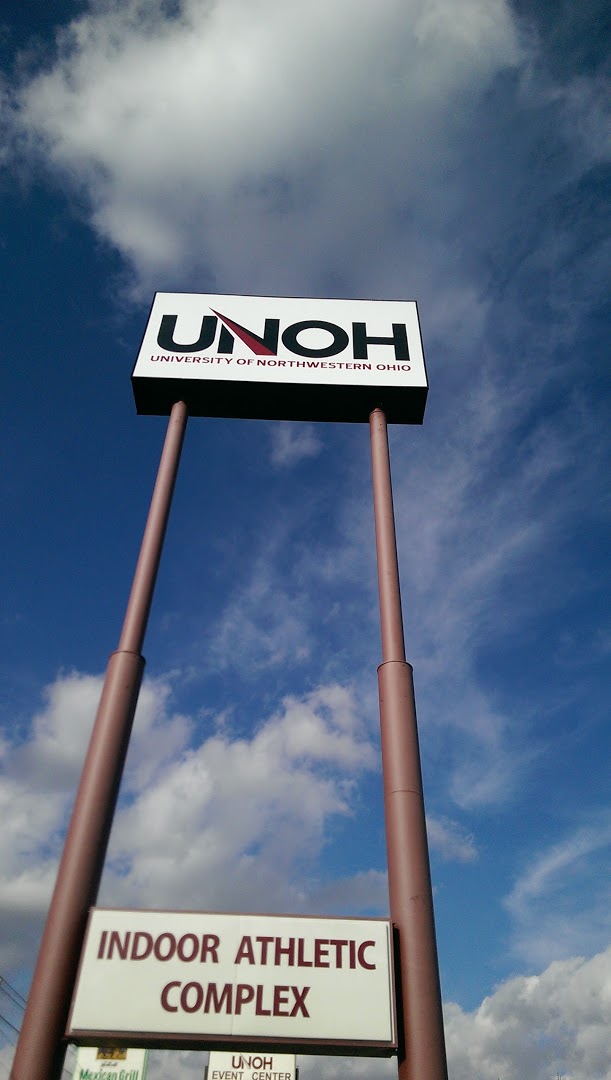 UNOH
UNIVERSITY OF NORTHWESTERN OHIO
INDOOR ATHLETIC
COMPLEX
Mexican Grill
UNOH
EVENT CENTER